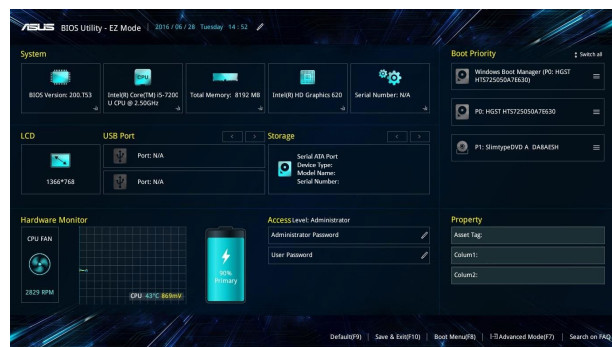 ASUS BIOS Utility - EZ Mode 2016 / 06 / 28 Tuesday 14 : 52
System
BIOS Version: 200.T53
CPU
Intel(R) Core(TM) i5-7200
U CPU @ 2.50GHz
Total Memory: 8192 MB
Intel(R) HD Graphics 620
Serial Number: N/A
Boot Priority
Switch all
Windows Boot Manager (P0: HGST
HTS725050A7E630)
P0: HGST HTS725050A7E630
P1: SlimtypeDVD A DA8AESH
LCD
1366*768
USB Port
Port: N/A
Port: N/A
Storage
Serial ATA Port
Device Type:
Model Name:
Serial Number:
Hardware Monitor
CPU FAN
2829 RPM
CPU 43°C 869mV
90%
Primary
Access Level: Administrator
Administrator Password
User Password
Property
Asset Tag:
Colum1:
Colum2:
Default(F9) | Save & Exit(F10) | Boot Menu(F8) | Advanced Mode(F7) | Search on FAQ